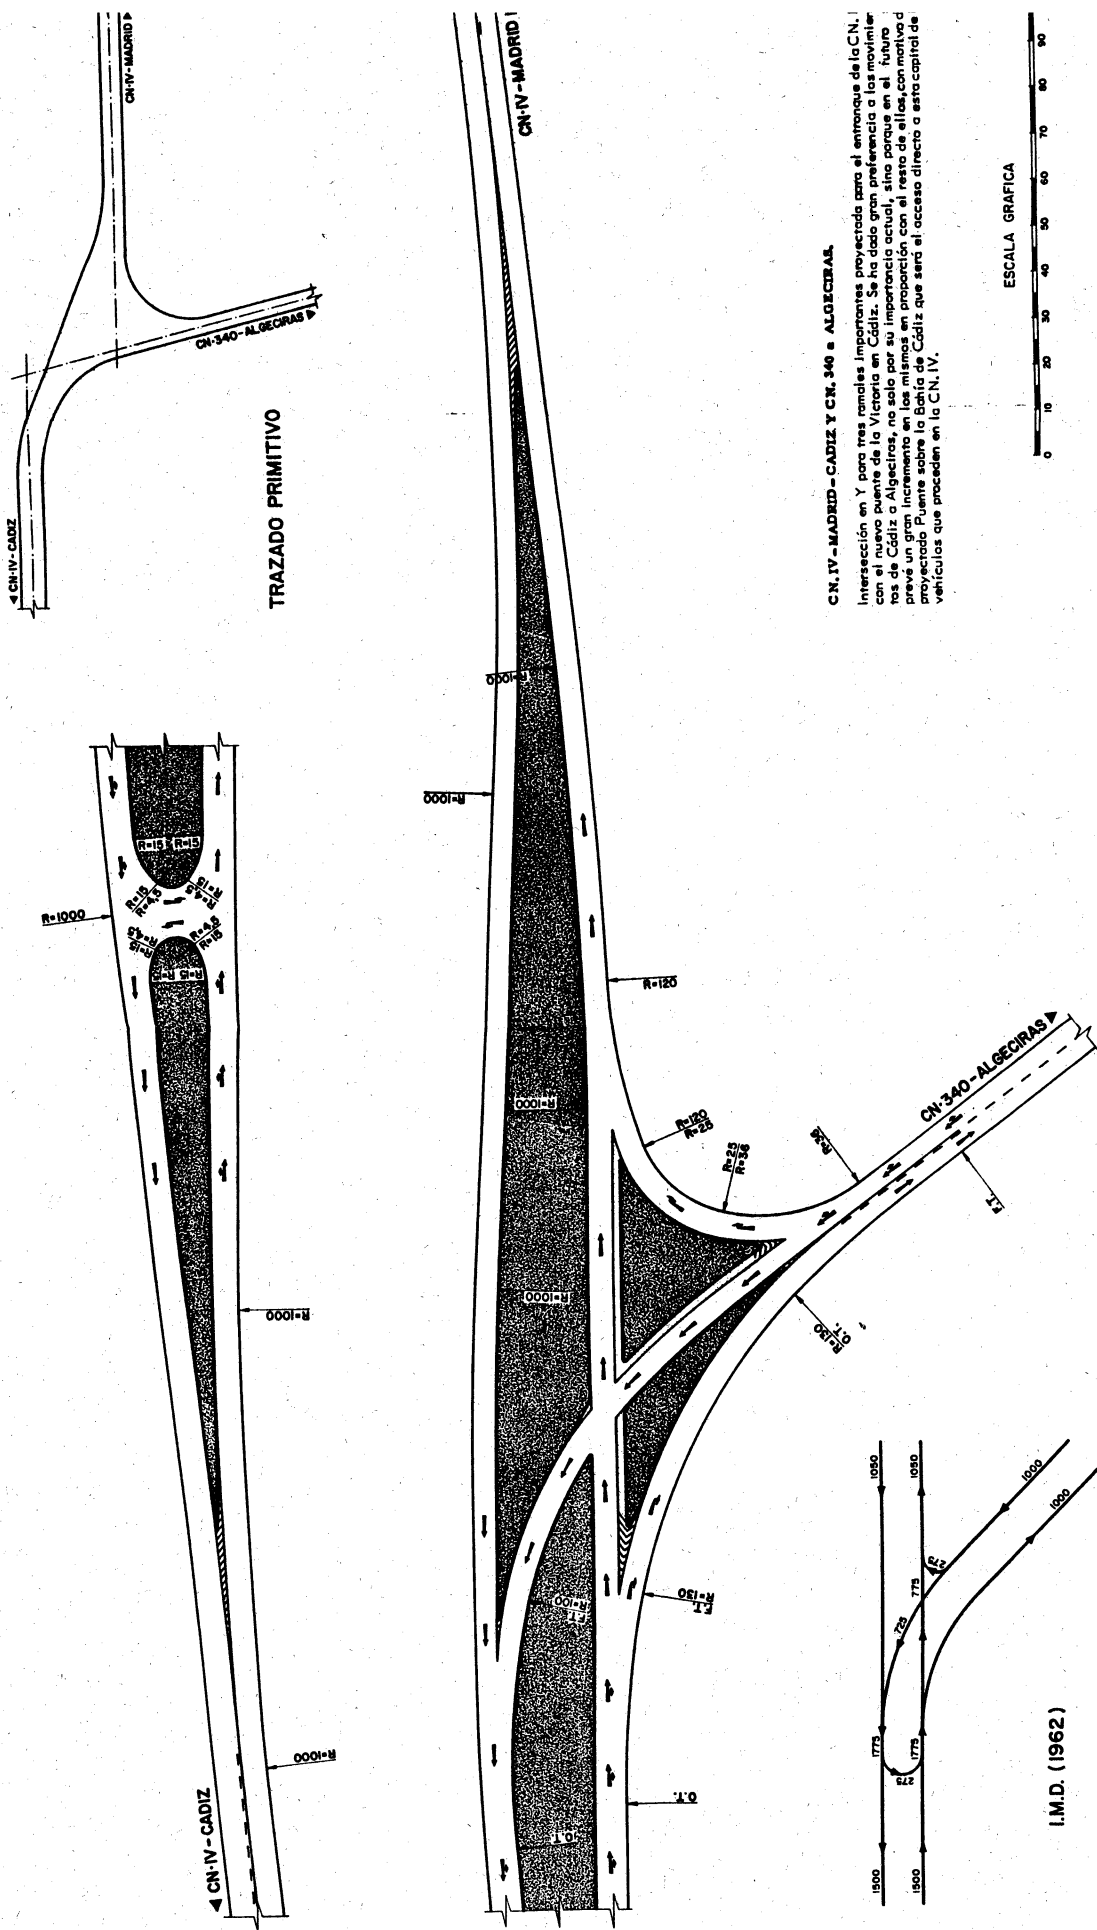 CN-IV-MADRID
CN-340-ALGECIRAS
CN-IV-CADIZ
TRAZADO PRIMITIVO
R=1000
R=15
R=15
R=15
R=4,5
R=4,5
R=15
R=4,5
R=15
R=4,5
R=15
R=15
R=1000
R=1000
CN-IV-CADIZ
CN-IV-MADRID
R=1000
R=1000
R=1000
R=1000
R=120
R=120
R=25
R=25
R=36
R=36
CN-340-ALGECIRAS
F.T.
R=130
O.T.
F.T.
R=100
F.T.
R=130
O.T.
O.T.
CN. IV-MADRID-CADIZ Y CN. 340 a ALGECIRAS.
Intersección en Y para tres ramales importantes proyectada para el entronque de la CN.
con el nuevo puente de la Victoria en Cádiz. Se ha dado gran preferencia a los movimien
tos de Cádiz a Algeciras, no solo por su importancia actual, sino porque en el futuro
prevé un gran incremento en los mismos en proporción con el resto de ellos, con motivo d
proyectado Puente sobre la Bahía de Cádiz que será el acceso directo a esta capital de
vehículos que proceden en la CN. IV.
ESCALA GRAFICA
0 10 20 30 40 50 60 70 80 90
1500
1775
1050
1500
1775
775
1050
275
725
275
1000
1000
I.M.D. (1962)